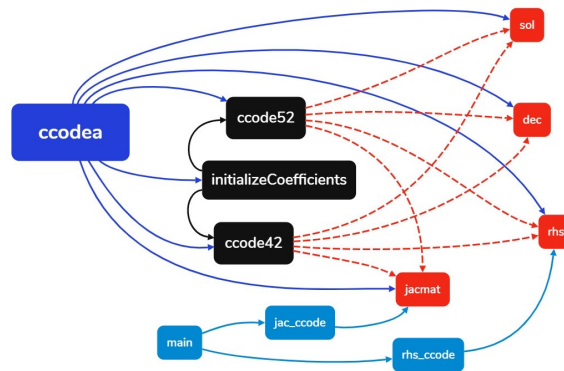 sol
ccode52
dec
ccodea
initializeCoefficients
ccode42
rhs
jacmat
jac_ccode
main
rhs_ccode